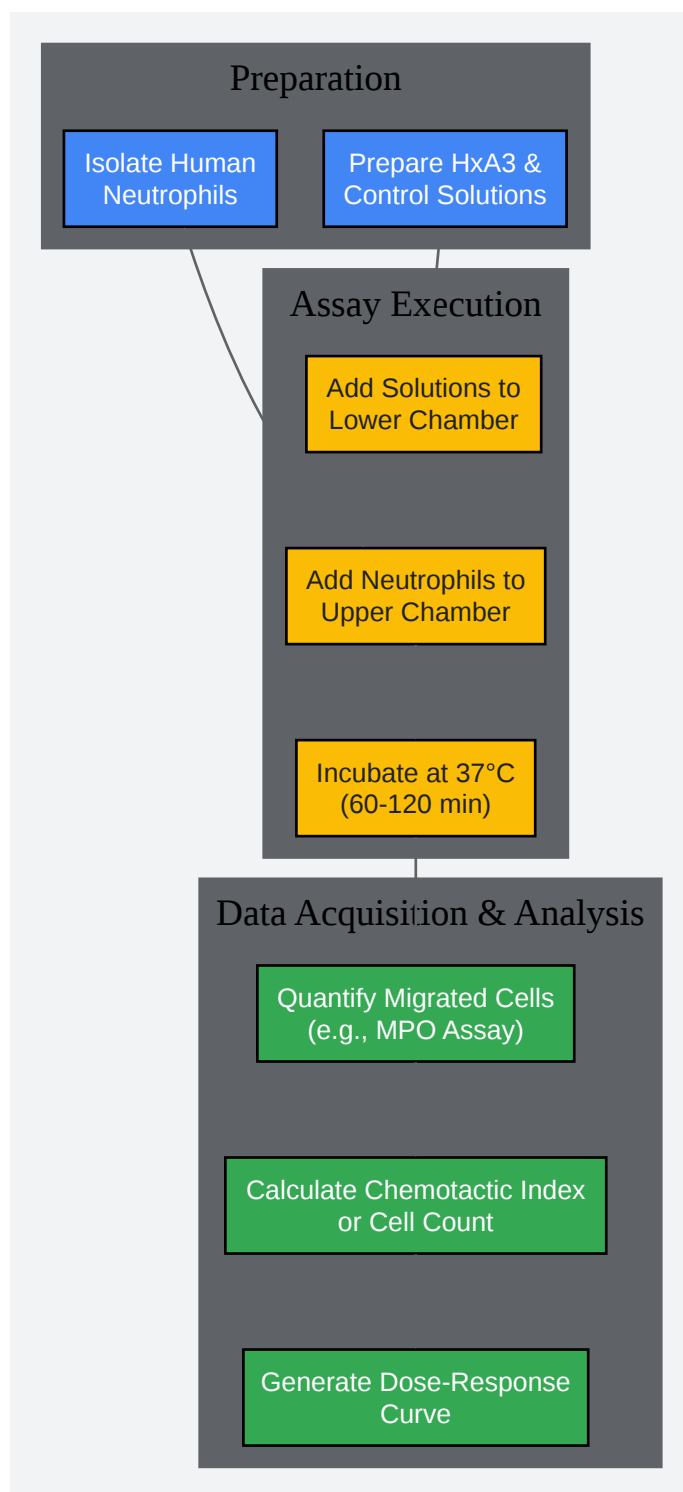 Preparation
Isolate Human
Neutrophils
Prepare HxA3 &
Control Solutions
Assay Execution
Add Solutions to
Lower Chamber
Add Neutrophils to
Upper Chamber
Incubate at 37°C
(60-120 min)
Data Acquisition & Analysis
Quantify Migrated Cells
(e.g., MPO Assay)
Calculate Chemotactic Index
or Cell Count
Generate Dose-Response
Curve